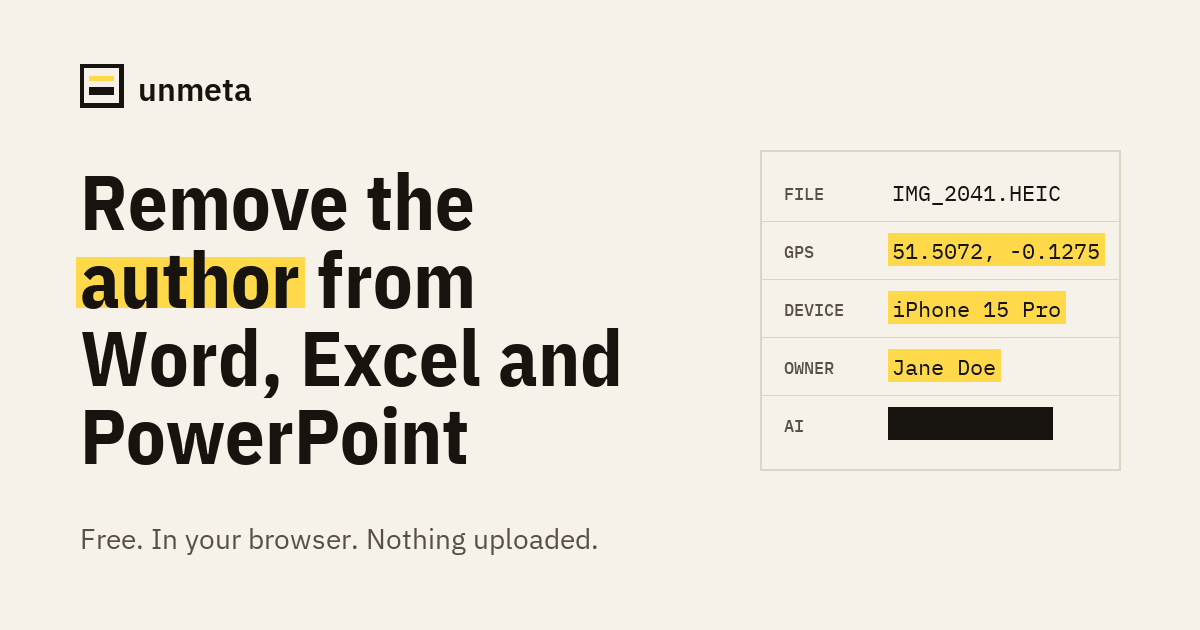 unmeta
Remove the
author from
Word, Excel and
PowerPoint
Free. In your browser. Nothing uploaded.
FILE IMG_2041.HEIC
GPS 51.5072, -0.1275
DEVICE iPhone 15 Pro
OWNER Jane Doe
AI